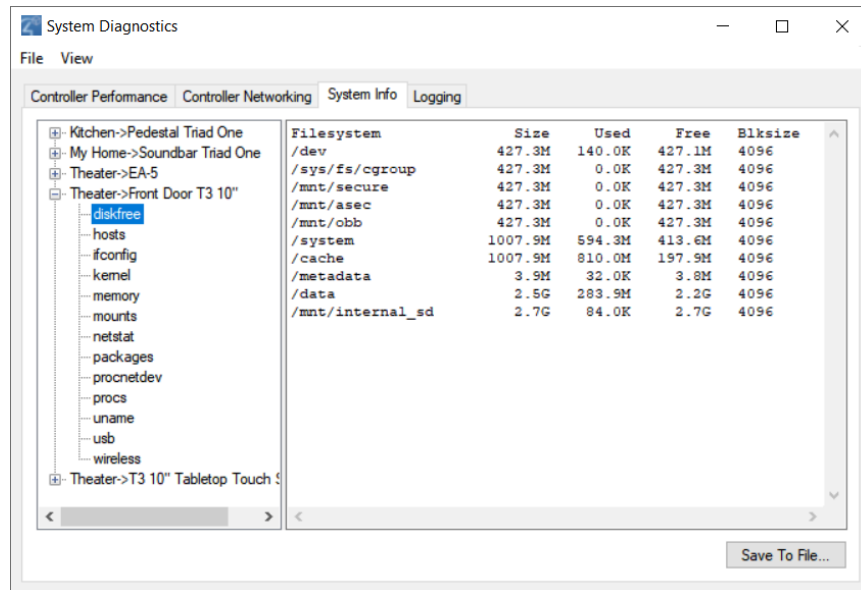 System Diagnostics
File View
Controller Performance Controller Networking System Info Logging
Kitchen->Pedestal Triad One
My Home->Soundbar Triad One
Theater->EA-5
Theater->Front Door T3 10"
diskfree
hosts
ifconfig
kernel
memory
mounts
netstat
packages
procnetdev
procs
uname
usb
wireless
Theater->T3 10" Tabletop Touch S
Filesystem Size Used Free Blksize
/dev 427.3M 140.0K 427.1M 4096
/sys/fs/cgroup 427.3M 0.0K 427.3M 4096
/mnt/secure 427.3M 0.0K 427.3M 4096
/mnt/asec 427.3M 0.0K 427.3M 4096
/mnt/obb 427.3M 0.0K 427.3M 4096
/system 1007.9M 594.3M 413.6M 4096
/cache 1007.9M 810.0M 197.9M 4096
/metadata 3.9M 32.0K 3.8M 4096
/data 2.5G 283.9M 2.2G 4096
/mnt/internal_sd 2.7G 84.0K 2.7G 4096
Save To File...